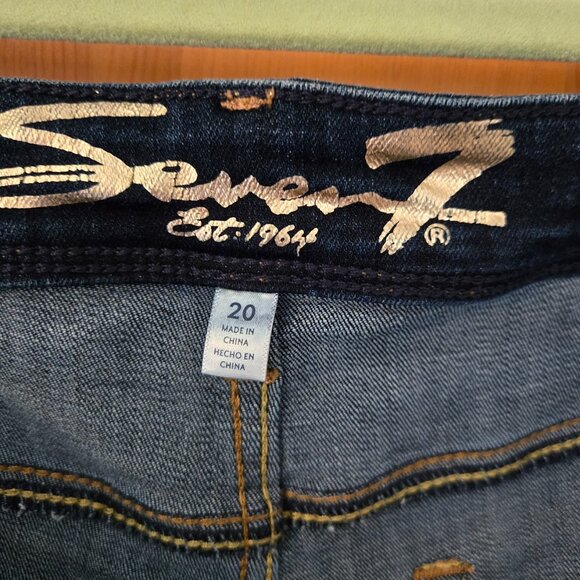 Seven7®
Est. 1964
20
MADE IN
CHINA
HECHO EN
CHINA